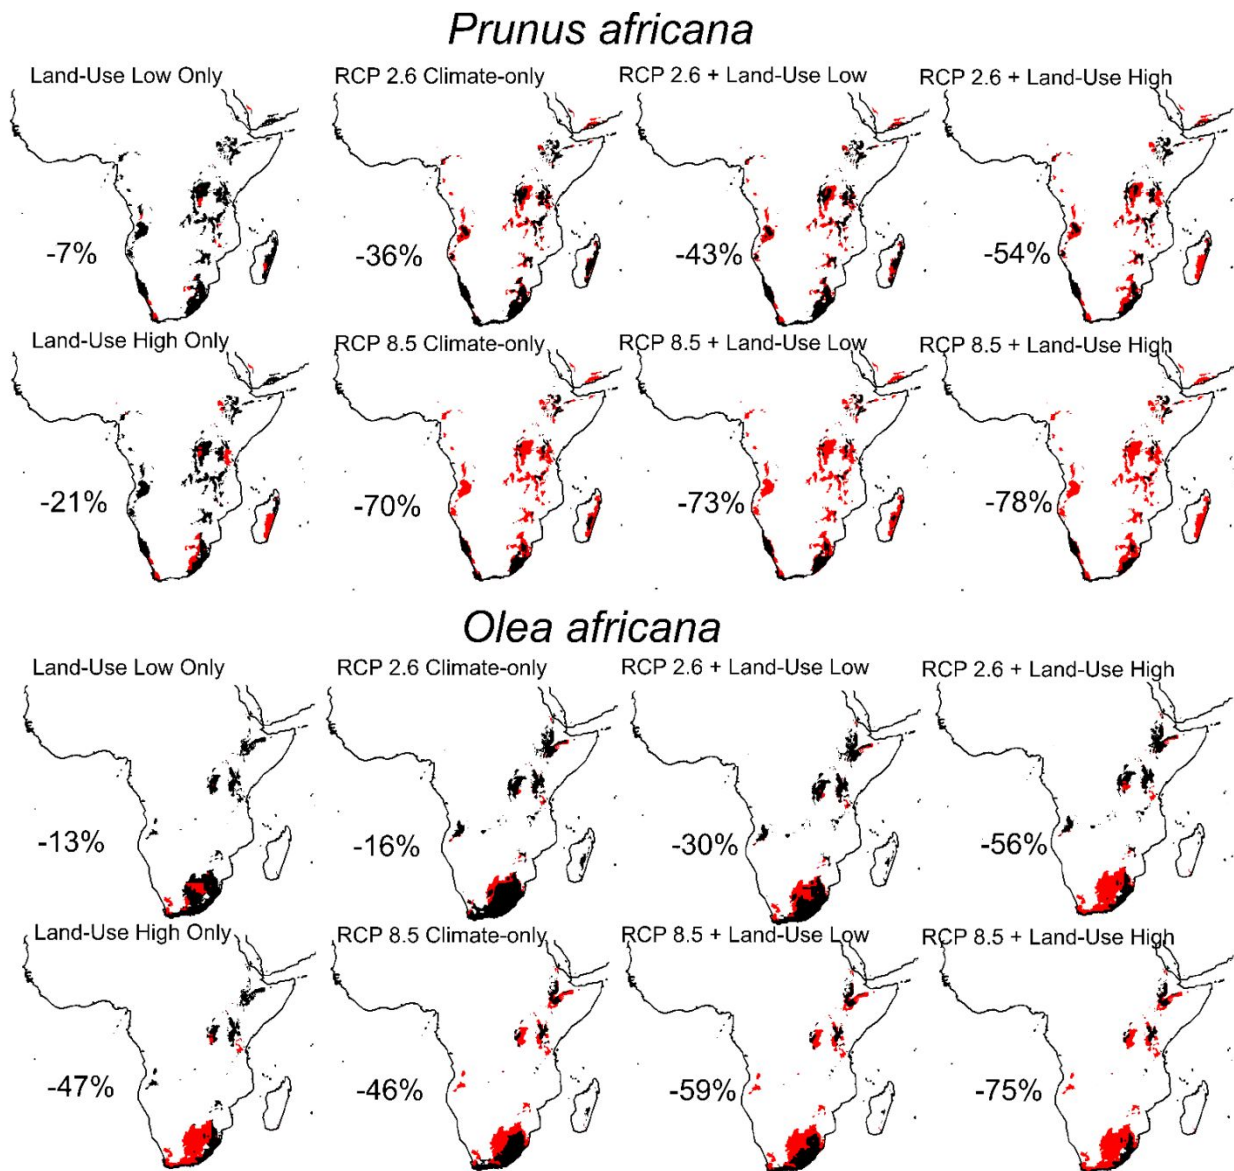 Prunus africana
Land-Use Low Only
RCP 2.6 Climate-only
RCP 2.6 + Land-Use Low
RCP 2.6 + Land-Use High
-7%
-36%
-43%
-54%
Land-Use High Only
RCP 8.5 Climate-only
RCP 8.5 + Land-Use Low
RCP 8.5 + Land-Use High
-21%
-70%
-73%
-78%
Olea africana
Land-Use Low Only
RCP 2.6 Climate-only
RCP 2.6 + Land-Use Low
RCP 2.6 + Land-Use High
-13%
-16%
-30%
-56%
Land-Use High Only
RCP 8.5 Climate-only
RCP 8.5 + Land-Use Low
RCP 8.5 + Land-Use High
-47%
-46%
-59%
-75%